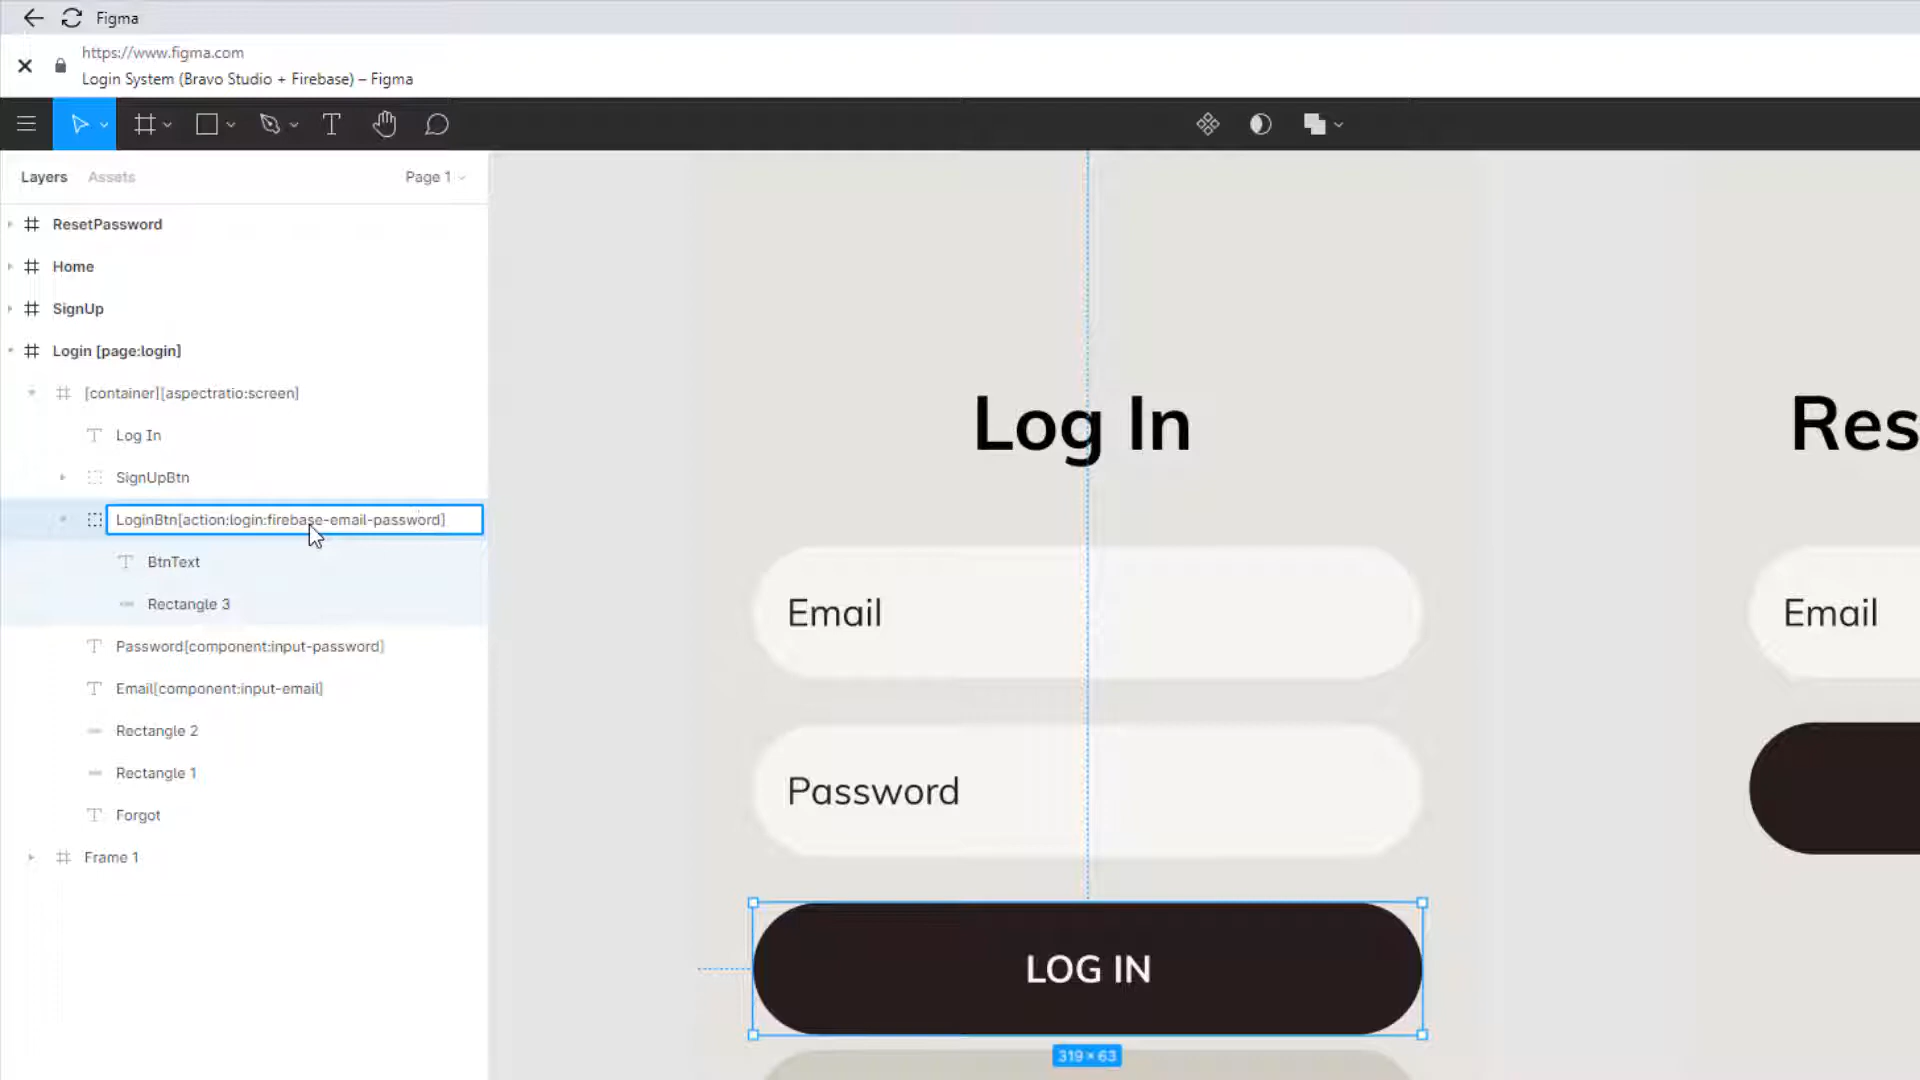 Figma
https://www.figma.com
Login System (Bravo Studio + Firebase) – Figma
Layers
Assets
Page 1
ResetPassword
Home
SignUp
Login [page:login]
[container][aspectratio:screen]
Log In
SignUpBtn
LoginBtn[action:login:firebase-email-password]
BtnText
Rectangle 3
Password[component:input-password]
Email[component:input-email]
Rectangle 2
Rectangle 1
Forgot
Frame 1
Log In
Email
Password
LOG IN
319 × 63
Res
Email